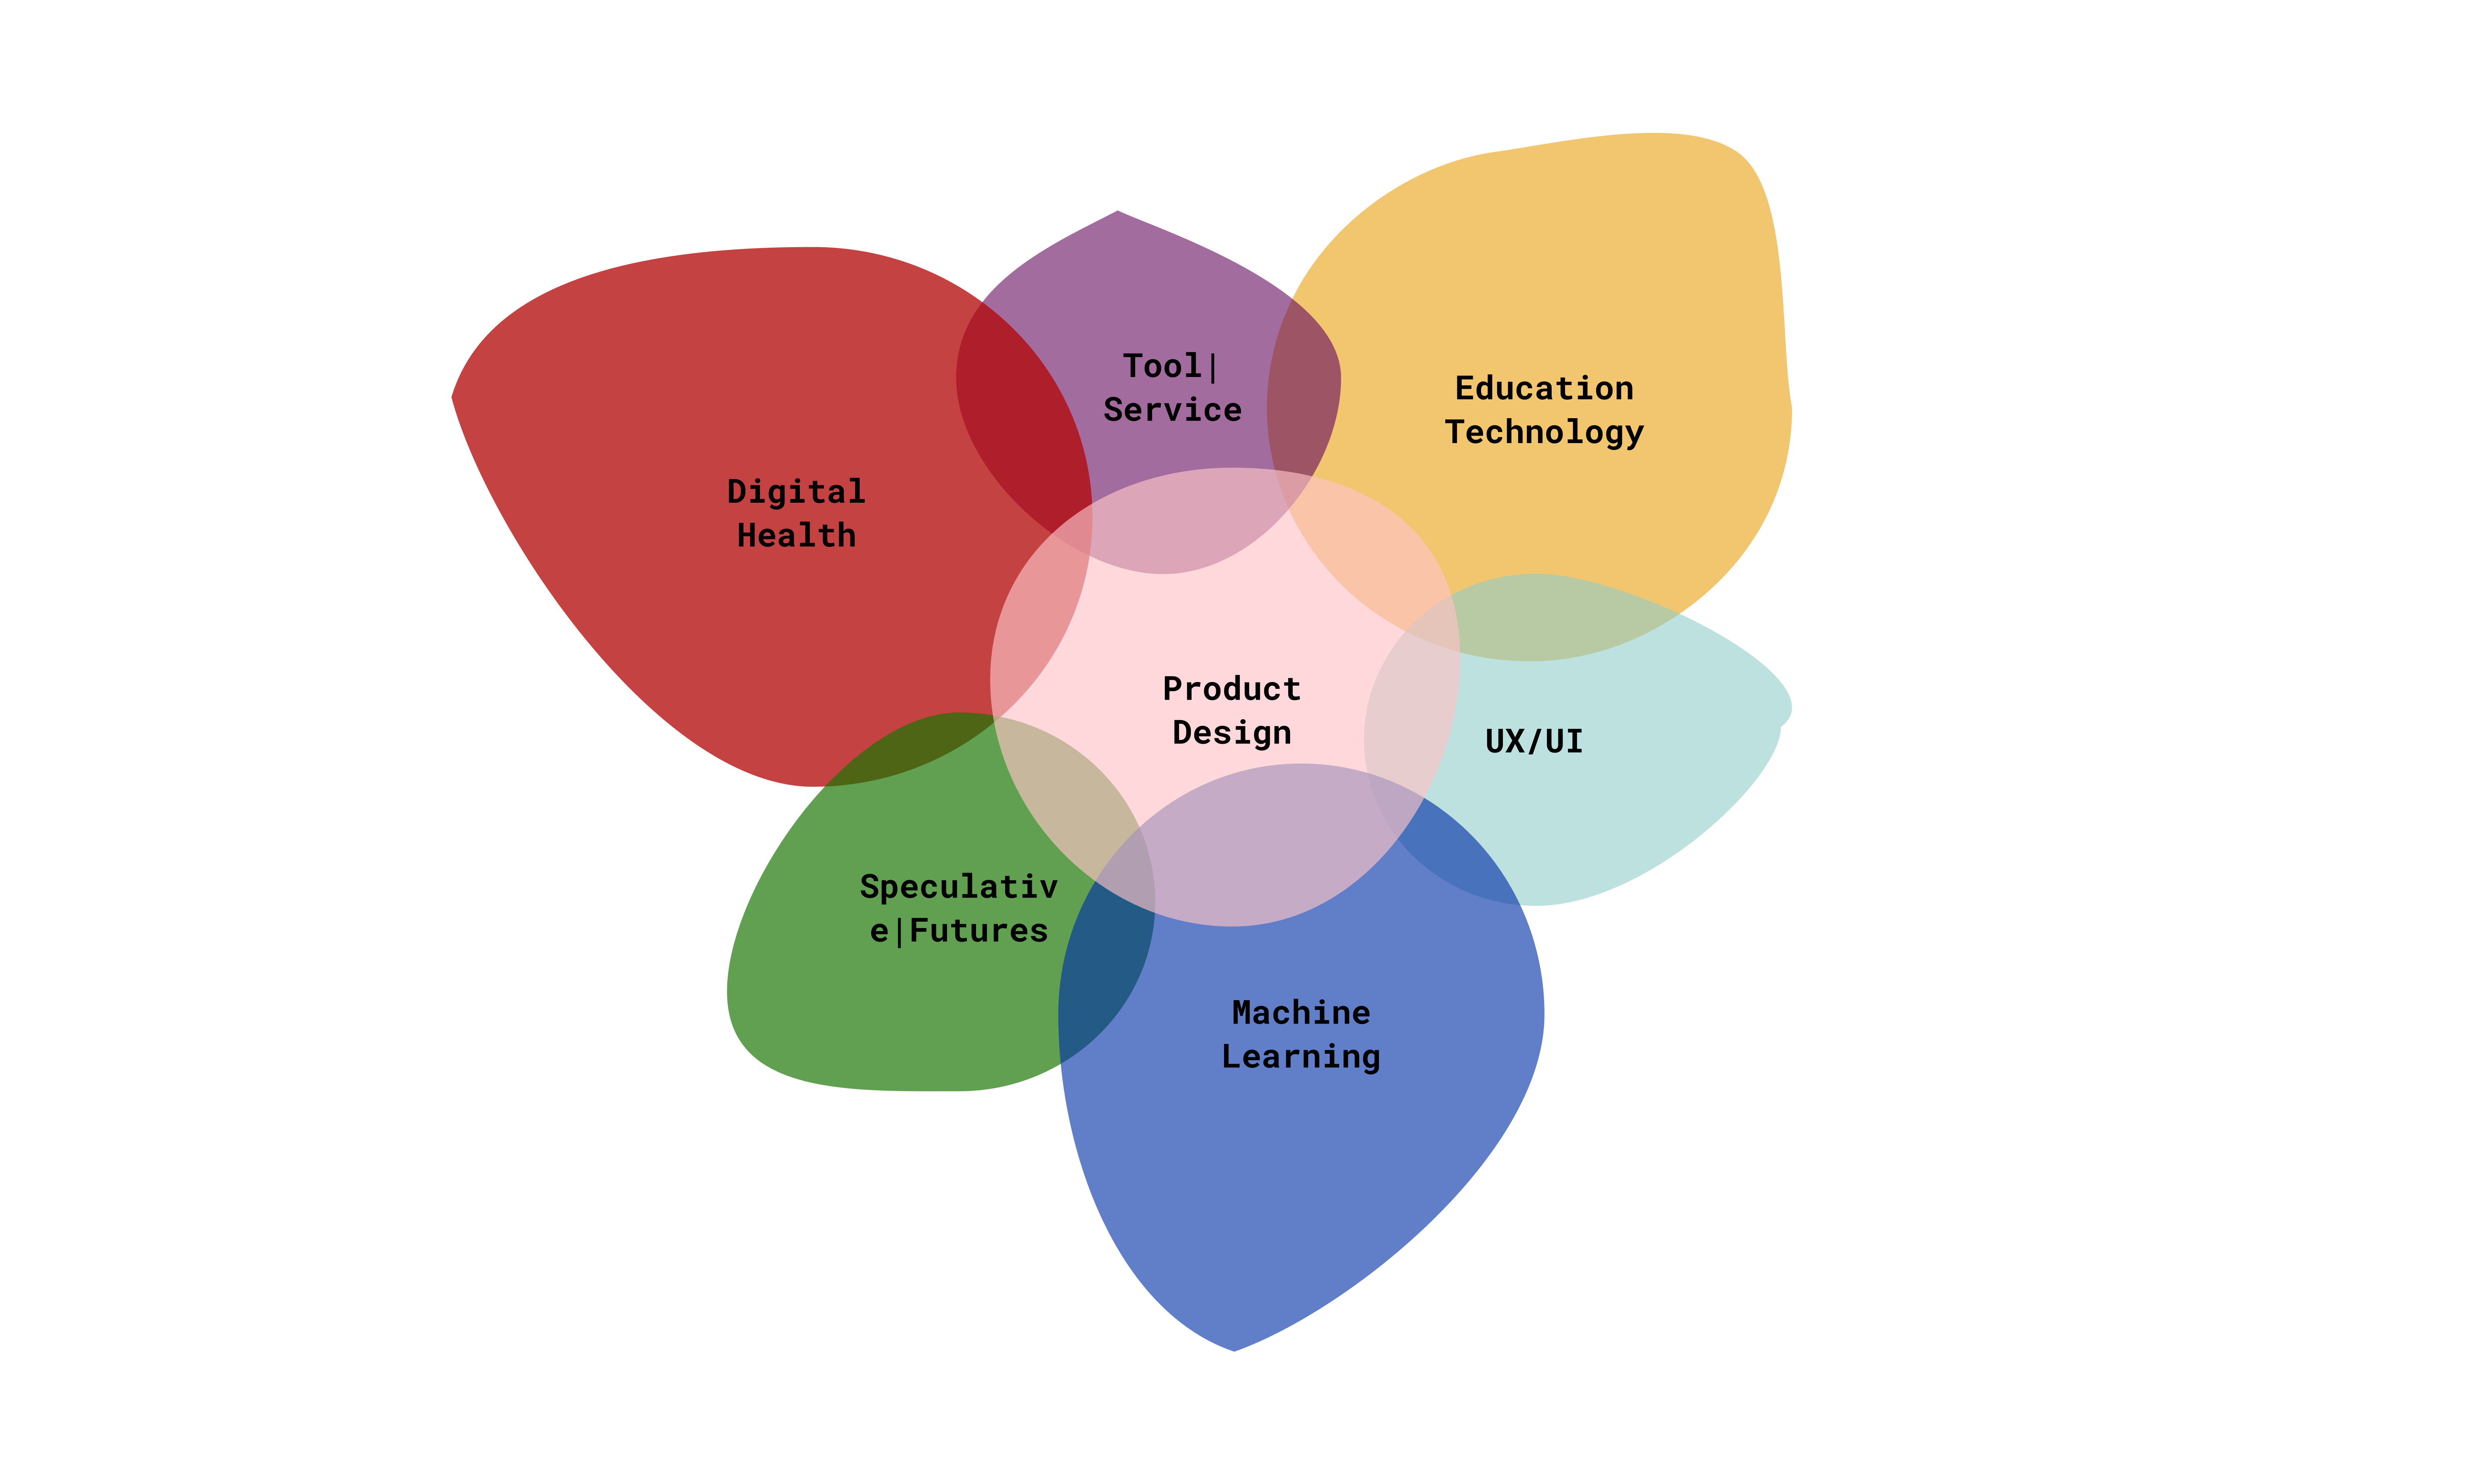 Tool|
Service
Education
Technology
Digital
Health
Product
Design
UX/UI
Speculativ
e|Futures
Machine
Learning